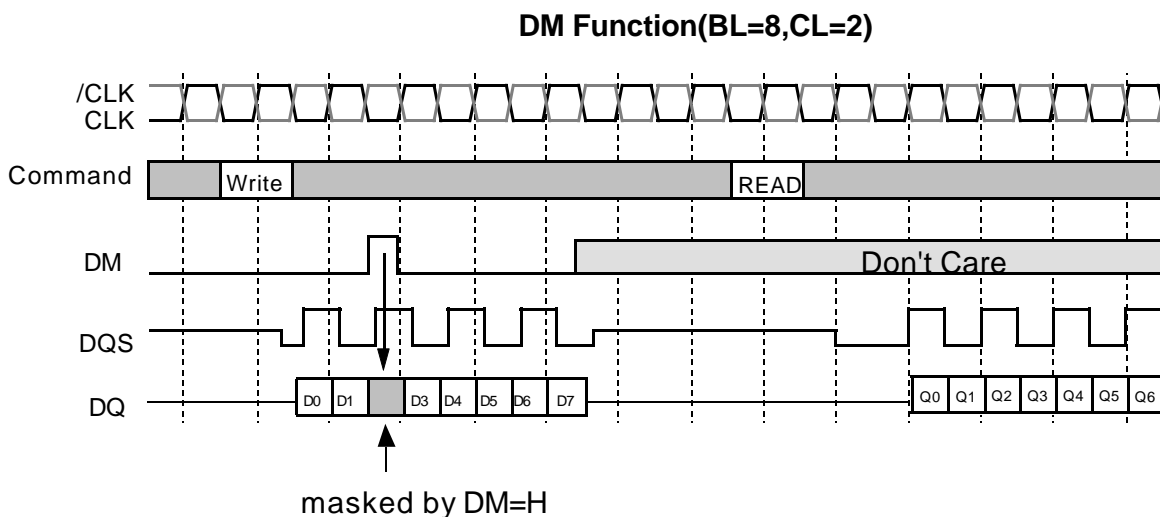 DM Function(BL=8,CL=2)
/CLK
CLK
Command
Write
READ
DM
Don't Care
DQS
DQ
D0 D1 D3 D4 D5 D6 D7
Q0 Q1 Q2 Q3 Q4 Q5 Q6
masked by DM=H